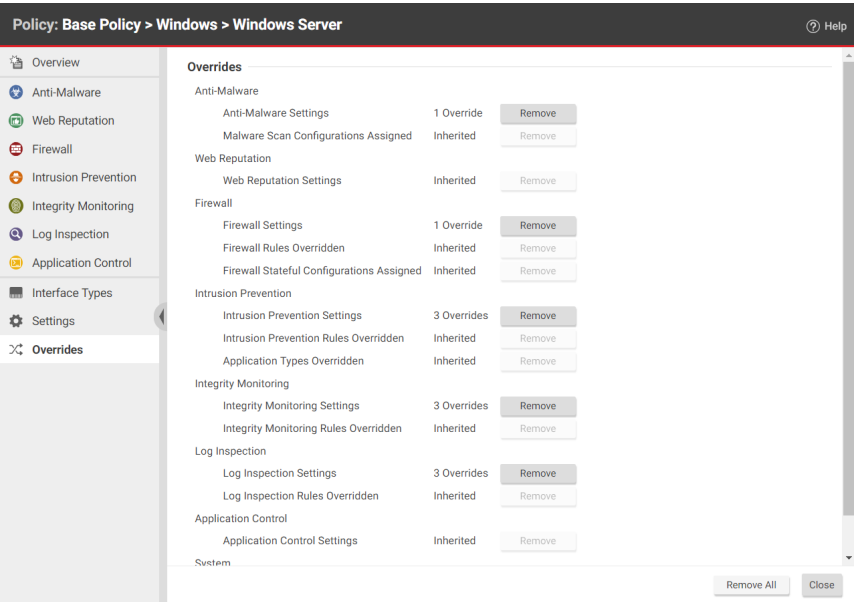 Policy: Base Policy > Windows > Windows Server
Help
Overview
Anti-Malware
Web Reputation
Firewall
Intrusion Prevention
Integrity Monitoring
Log Inspection
Application Control
Interface Types
Settings
Overrides
Overrides
Anti-Malware
Anti-Malware Settings 1 Override Remove
Malware Scan Configurations Assigned Inherited Remove
Web Reputation
Web Reputation Settings Inherited Remove
Firewall
Firewall Settings 1 Override Remove
Firewall Rules Overridden Inherited Remove
Firewall Stateful Configurations Assigned Inherited Remove
Intrusion Prevention
Intrusion Prevention Settings 3 Overrides Remove
Intrusion Prevention Rules Overridden Inherited Remove
Application Types Overridden Inherited Remove
Integrity Monitoring
Integrity Monitoring Settings 3 Overrides Remove
Integrity Monitoring Rules Overridden Inherited Remove
Log Inspection
Log Inspection Settings 3 Overrides Remove
Log Inspection Rules Overridden Inherited Remove
Application Control
Application Control Settings Inherited Remove
System
Remove All Close